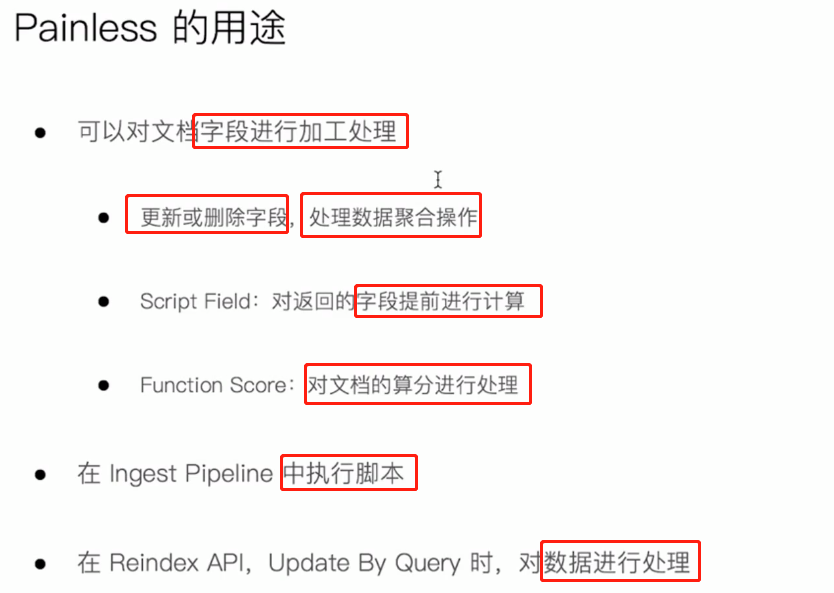 Painless 的用途
可以对文档字段进行加工处理
更新或删除字段，处理数据聚合操作
Script Field：对返回的字段提前进行计算
Function Score：对文档的算分进行处理
在 Ingest Pipeline 中执行脚本
在 Reindex API，Update By Query 时，对数据进行处理